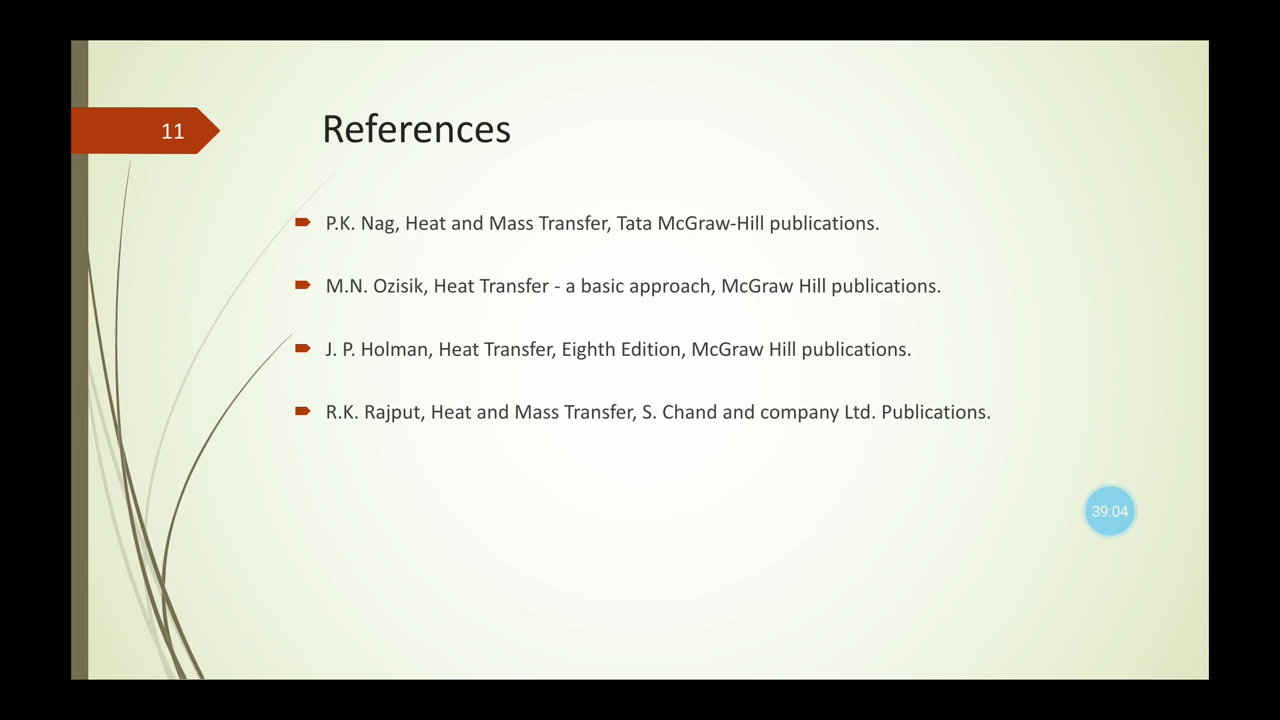 11
References
P.K. Nag, Heat and Mass Transfer, Tata McGraw-Hill publications.
M.N. Ozisik, Heat Transfer - a basic approach, McGraw Hill publications.
J. P. Holman, Heat Transfer, Eighth Edition, McGraw Hill publications.
R.K. Rajput, Heat and Mass Transfer, S. Chand and company Ltd. Publications.
39:04